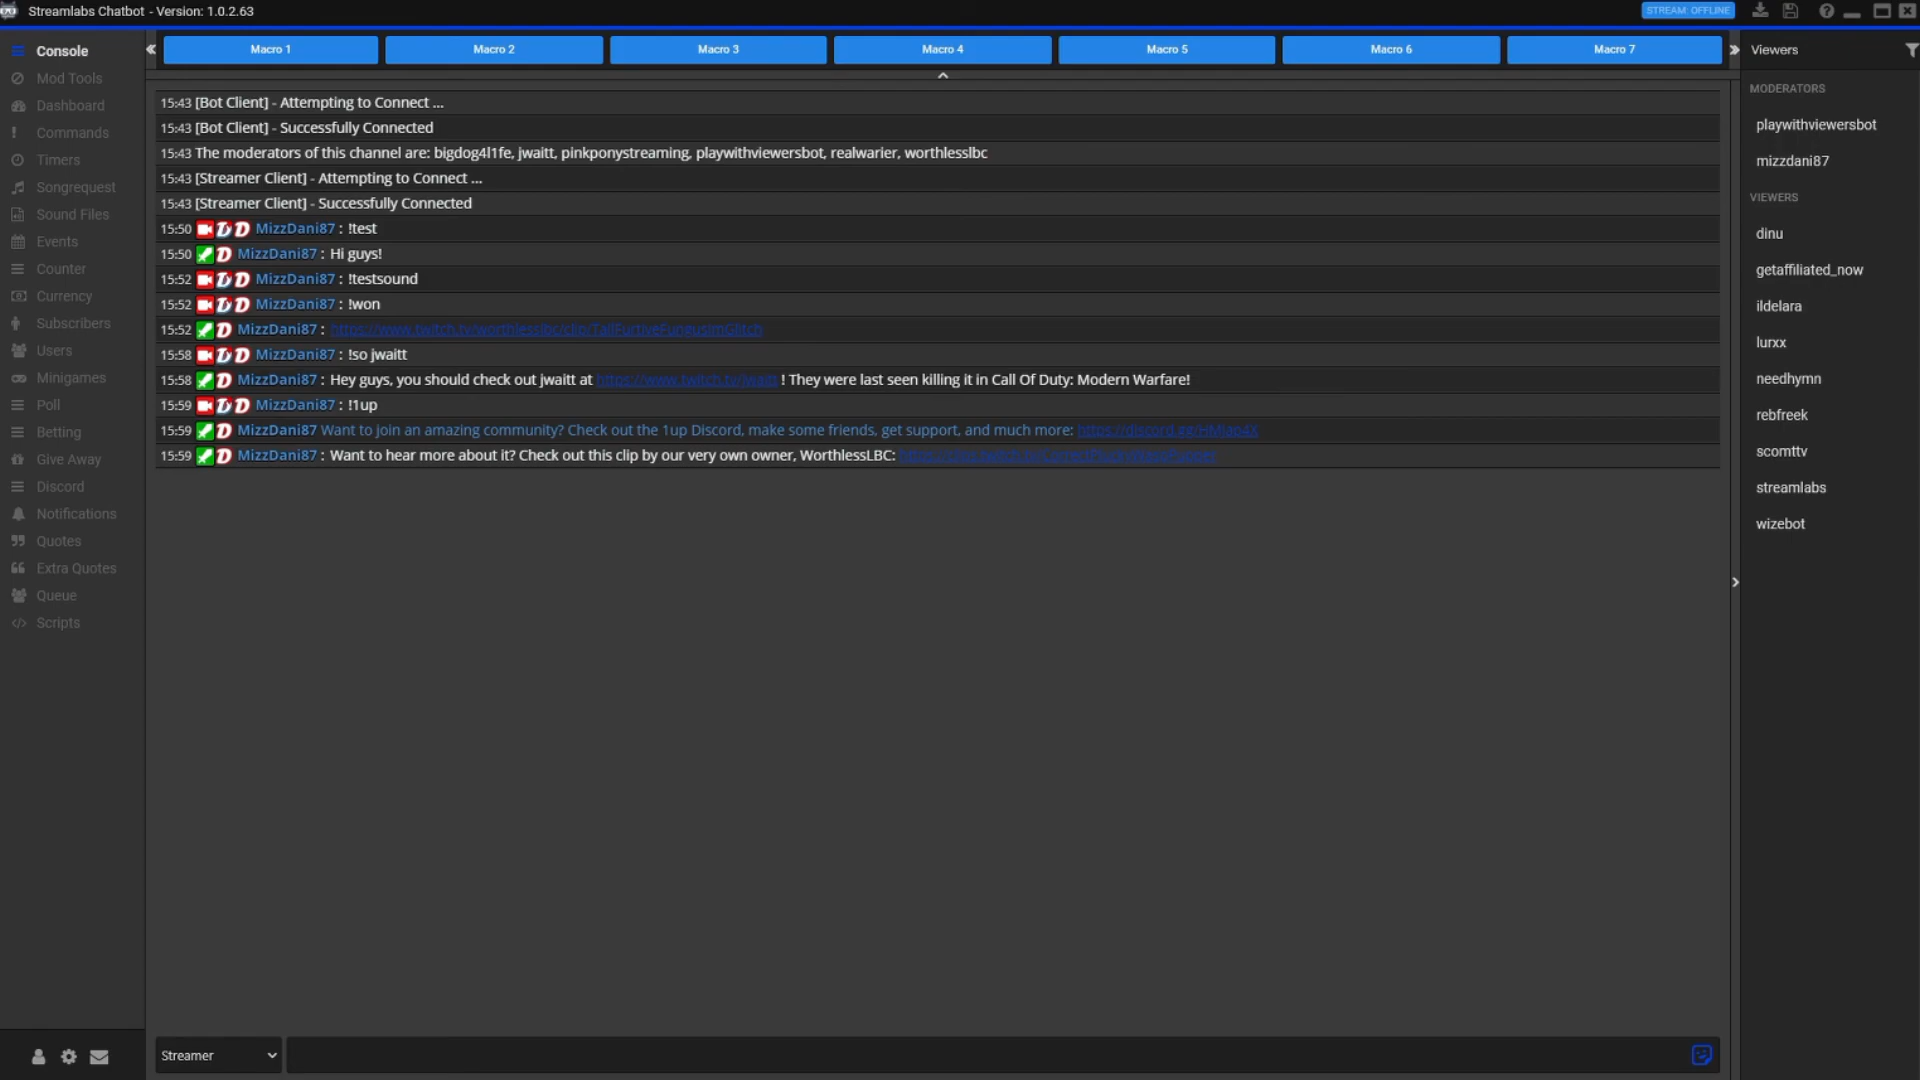 Streamlabs Chatbot - Version: 1.0.2.63
STREAM: OFFLINE
Console
Mod Tools
Dashboard
Commands
Timers
Songrequest
Sound Files
Events
Counter
Currency
Subscribers
Users
Minigames
Poll
Betting
Give Away
Discord
Notifications
Quotes
Extra Quotes
Queue
Scripts
Macro 1
Macro 2
Macro 3
Macro 4
Macro 5
Macro 6
Macro 7
15:43 [Bot Client] - Attempting to Connect ...
15:43 [Bot Client] - Successfully Connected
15:43 The moderators of this channel are: bigdog4l1fe, jwaitt, pinkponystreaming, playwithviewersbot, realwarier, worthlesslbc
15:43 [Streamer Client] - Attempting to Connect ...
15:43 [Streamer Client] - Successfully Connected
15:50 MizzDani87 : !test
15:50 MizzDani87 : Hi guys!
15:52 MizzDani87 : !testsound
15:52 MizzDani87 : !won
15:52 MizzDani87 : https://www.twitch.tv/worthlesslbc/clip/TallFurtiveFungusImGlitch
15:58 MizzDani87 : !so jwaitt
15:58 MizzDani87 : Hey guys, you should check out jwaitt at https://www.twitch.tv/jwaitt ! They were last seen killing it in Call Of Duty: Modern Warfare!
15:59 MizzDani87 : !1up
15:59 MizzDani87 Want to join an amazing community? Check out the 1up Discord, make some friends, get support, and much more:
15:59 MizzDani87 : Want to hear more about it? Check out this clip by our very own owner, WorthlessLBC:
Streamer
Viewers
MODERATORS
playwithviewersbot
mizzdani87
VIEWERS
dinu
getaffiliated_now
ildelara
lurxx
needhymn
rebfreek
scomttv
streamlabs
wizebot